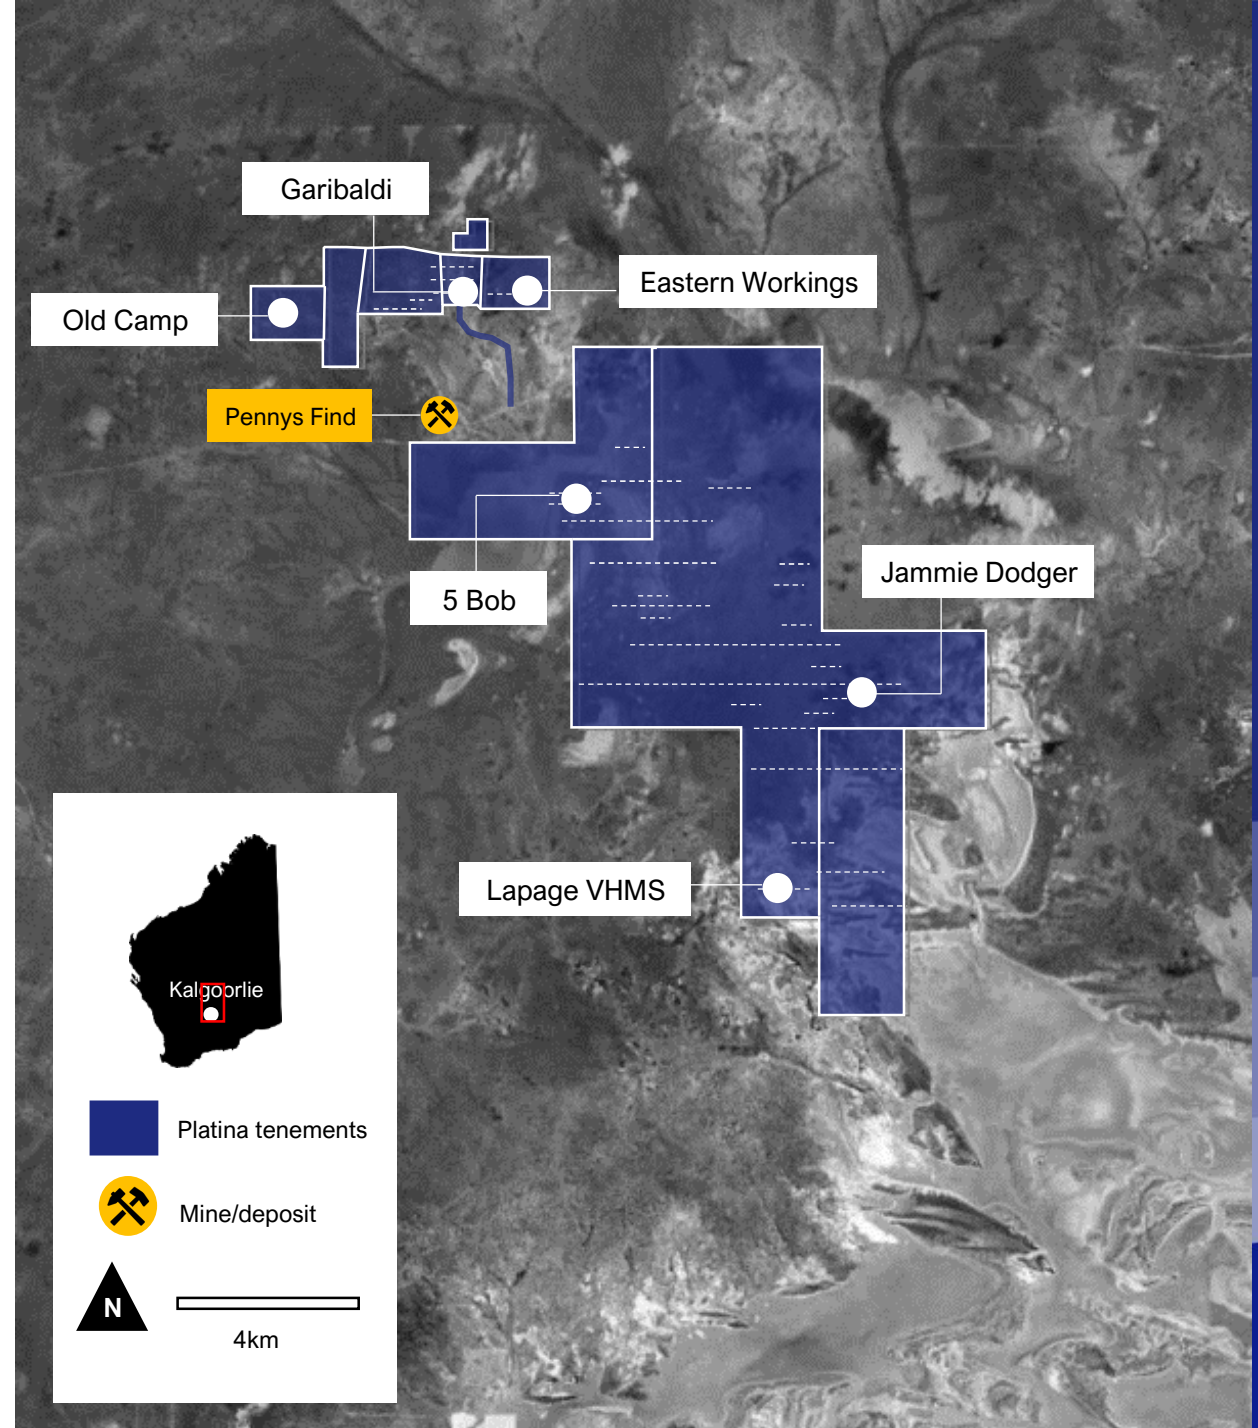 Garibaldi
Eastern Workings
Old Camp
Pennys Find
5 Bob
Jammie Dodger
Lapage VHMS
Kalgoorlie
Platina tenements
Mine/deposit
N
4km